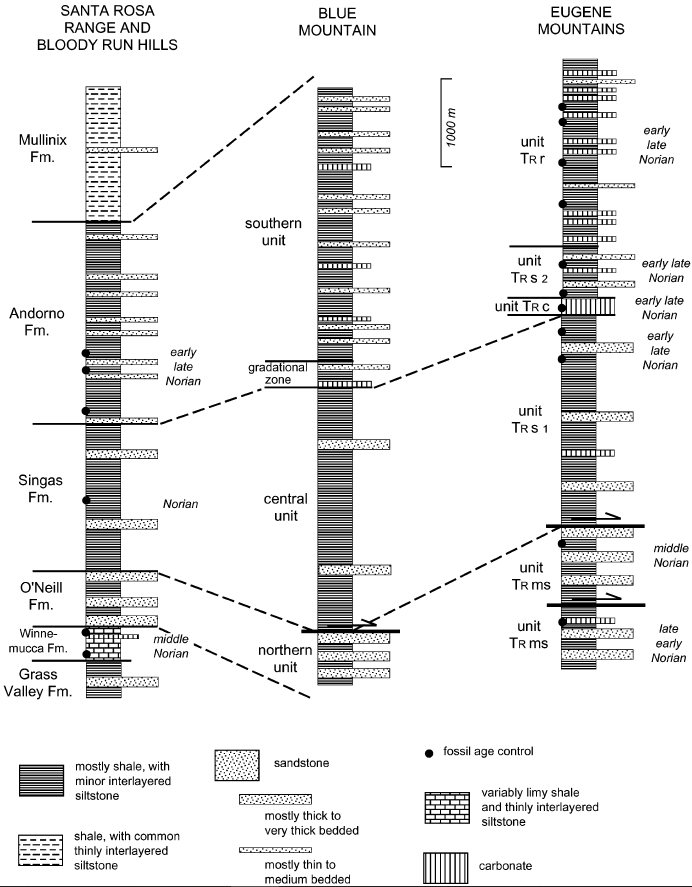 SANTA ROSA
RANGE AND
BLOODY RUN HILLS
BLUE
MOUNTAIN
EUGENE
MOUNTAINS
Mullinix
Fm.
Andorno
Fm.
early
late
Norian
Singas
Fm.
Norian
O'Neill
Fm.
Winne-
mucca Fm.
middle
Norian
Grass
Valley Fm.
southern
unit
gradational
zone
central
unit
northern
unit
1000 m
unit
TR r
early
late
Norian
unit
TR s 2
early late
Norian
unit TR c
early late
Norian
early
late
Norian
unit
TR s 1
unit
TR ms
middle
Norian
unit
TR ms
late
early
Norian
mostly shale, with
minor interlayered
siltstone
shale, with common
thinly interlayered
siltstone
sandstone
mostly thick to
very thick bedded
mostly thin to
medium bedded
fossil age control
variably limy shale
and thinly interlayered
siltstone
carbonate